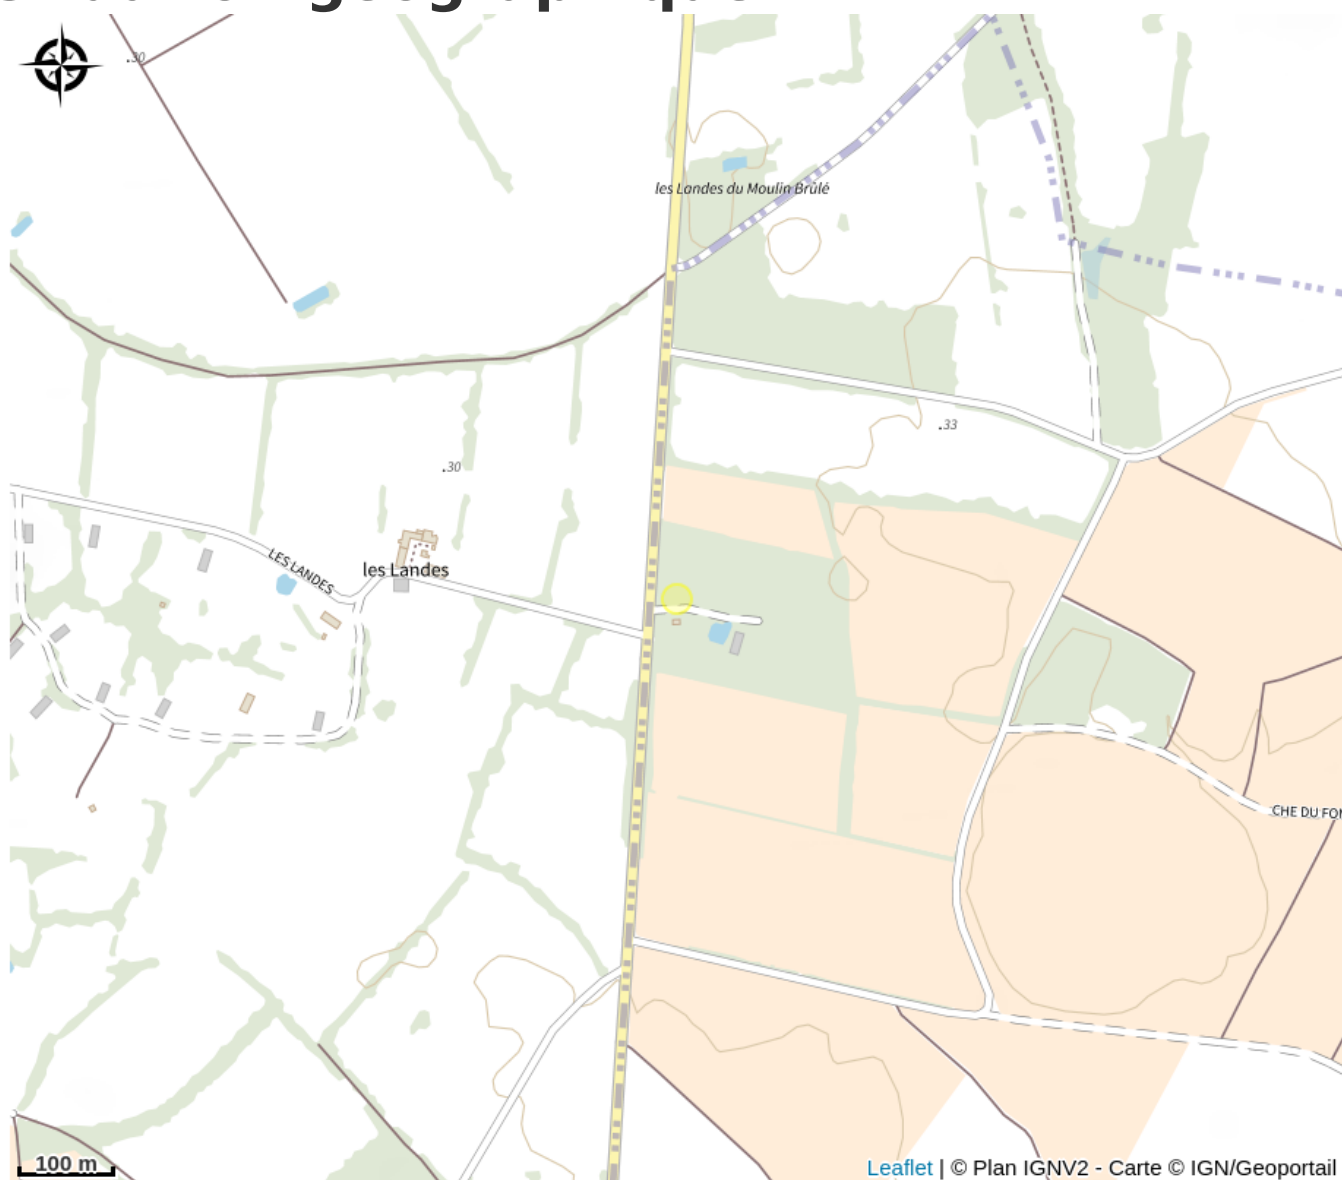 .30
les Landes du Moulin Brûlé
.33
.30
LES LANDES
les Landes
CHE DU FON
100 m
Leaflet | © Plan IGNV2 - Carte © IGN/Geoportail